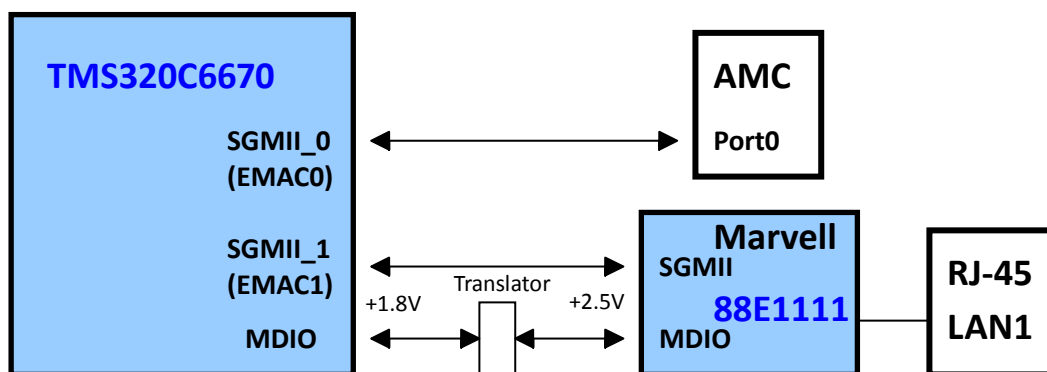 TMS320C6670
SGMII_0
(EMAC0)
SGMII_1
(EMAC1)
MDIO
AMC
Port0
+1.8V
Translator
+2.5V
Marvell
SGMII
88E1111
MDIO
RJ-45
LAN1